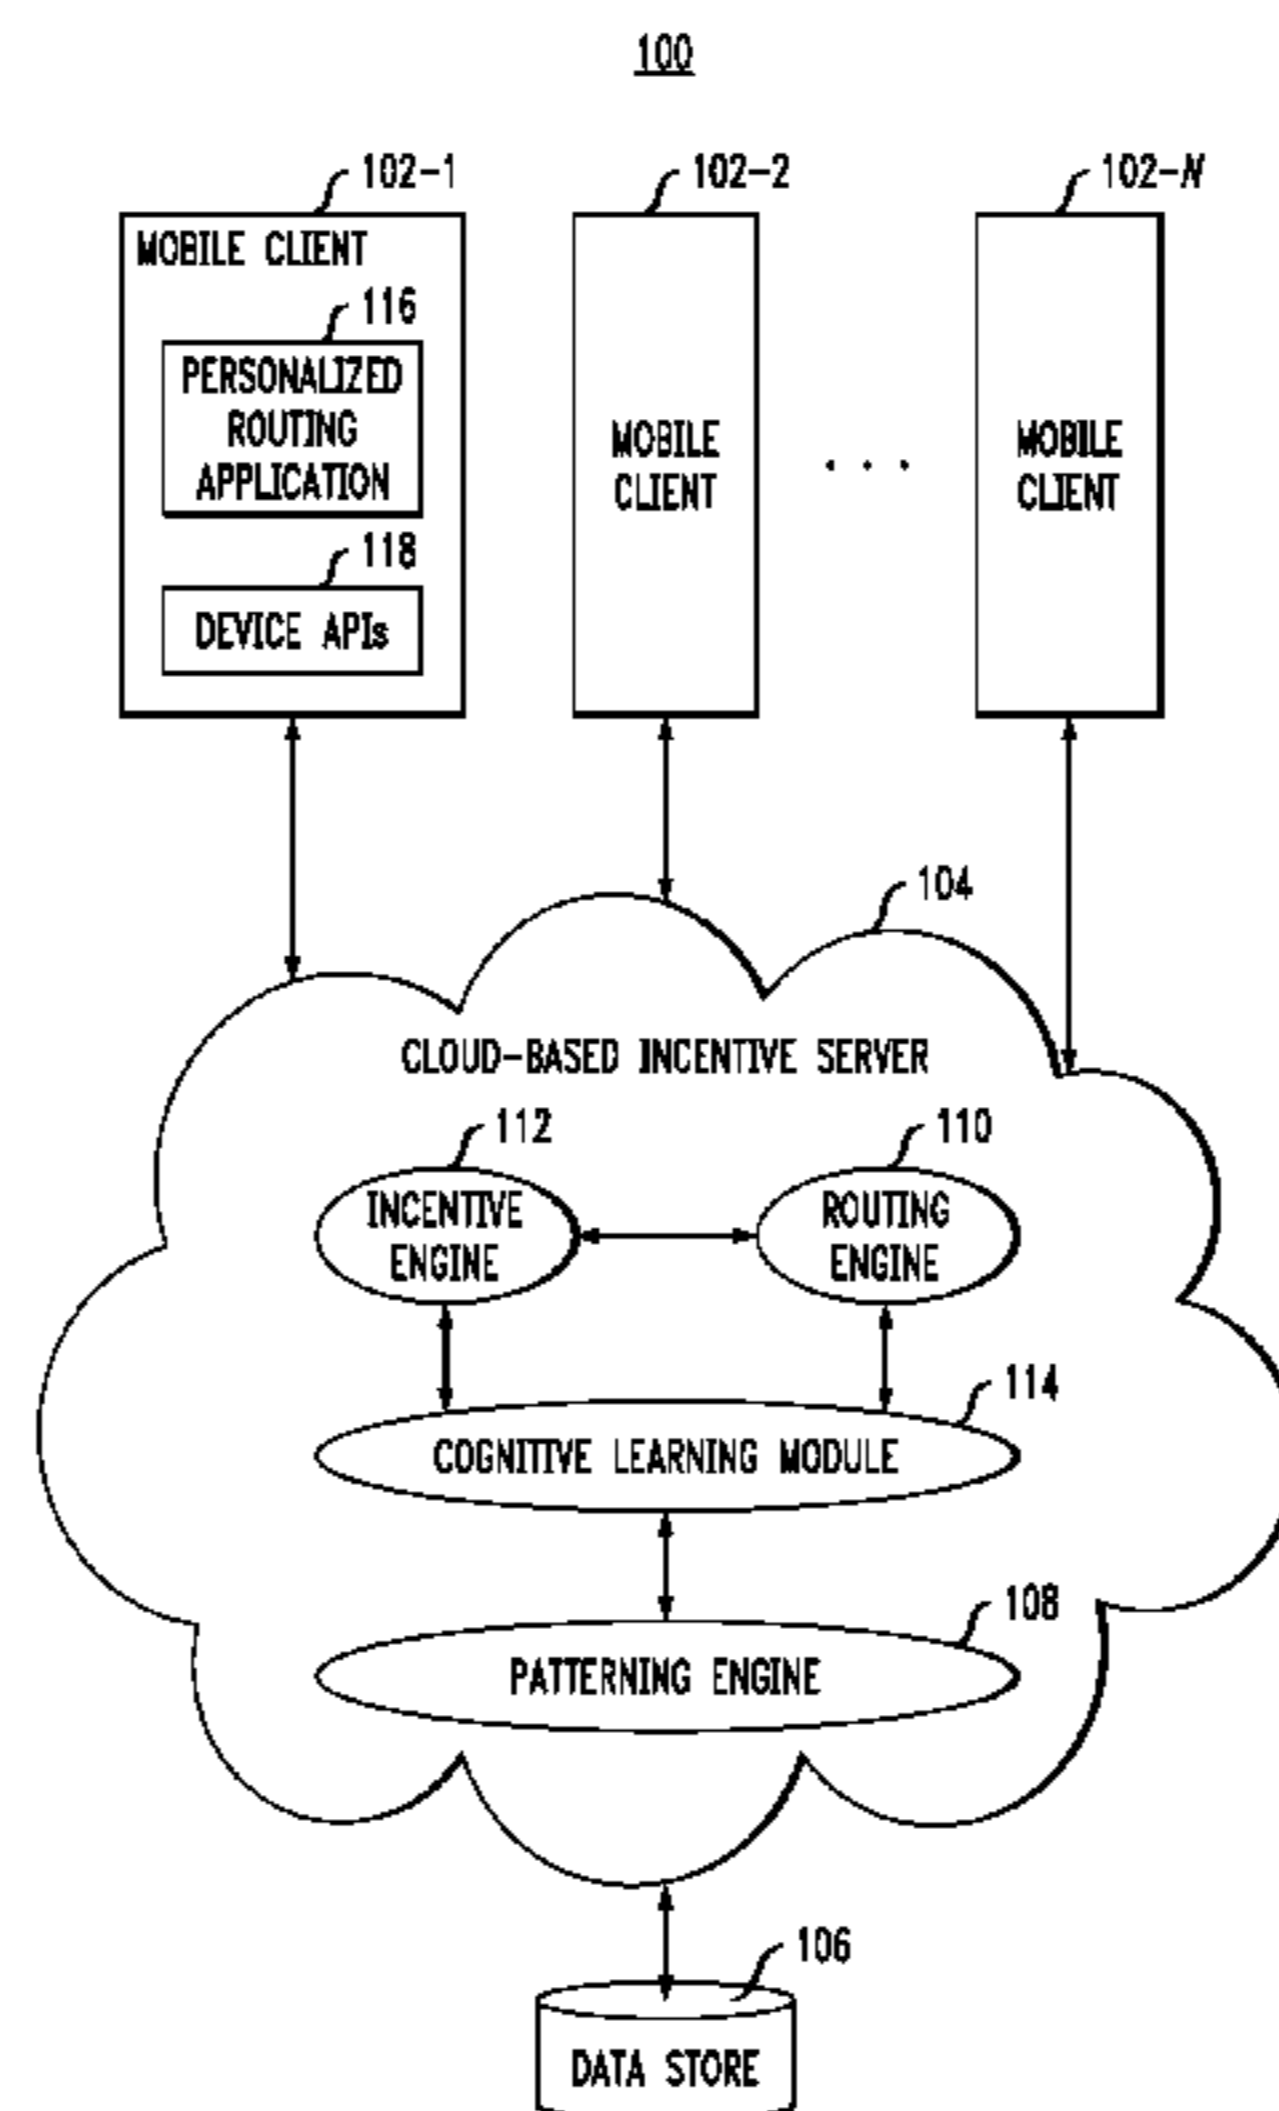 100
102-1
102-2
102-N
MOBILE CLIENT
116
PERSONALIZED
ROUTING
APPLICATION
118
DEVICE APIs
MOBILE
CLIENT
. . .
MOBILE
CLIENT
104
CLOUD-BASED INCENTIVE SERVER
112
INCENTIVE
ENGINE
110
ROUTING
ENGINE
114
COGNITIVE LEARNING MODULE
108
PATTERNING ENGINE
106
DATA STORE